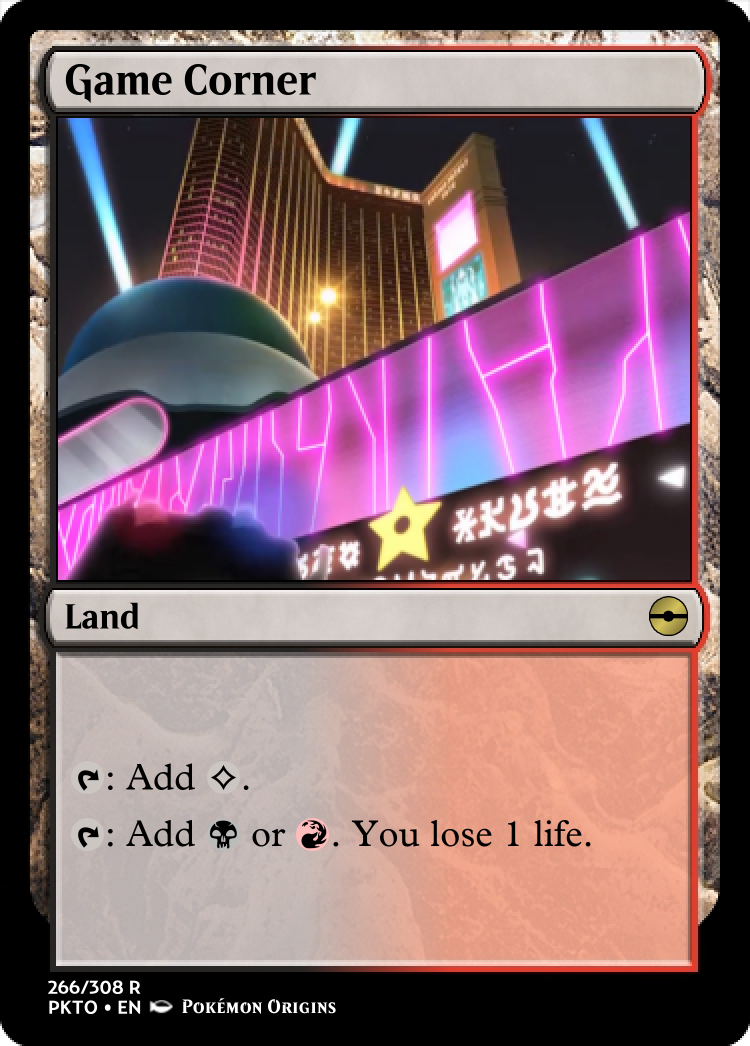 Game Corner
Land
: Add .
: Add or . You lose 1 life.
266/308 R
PKTO • EN Pokémon Origins